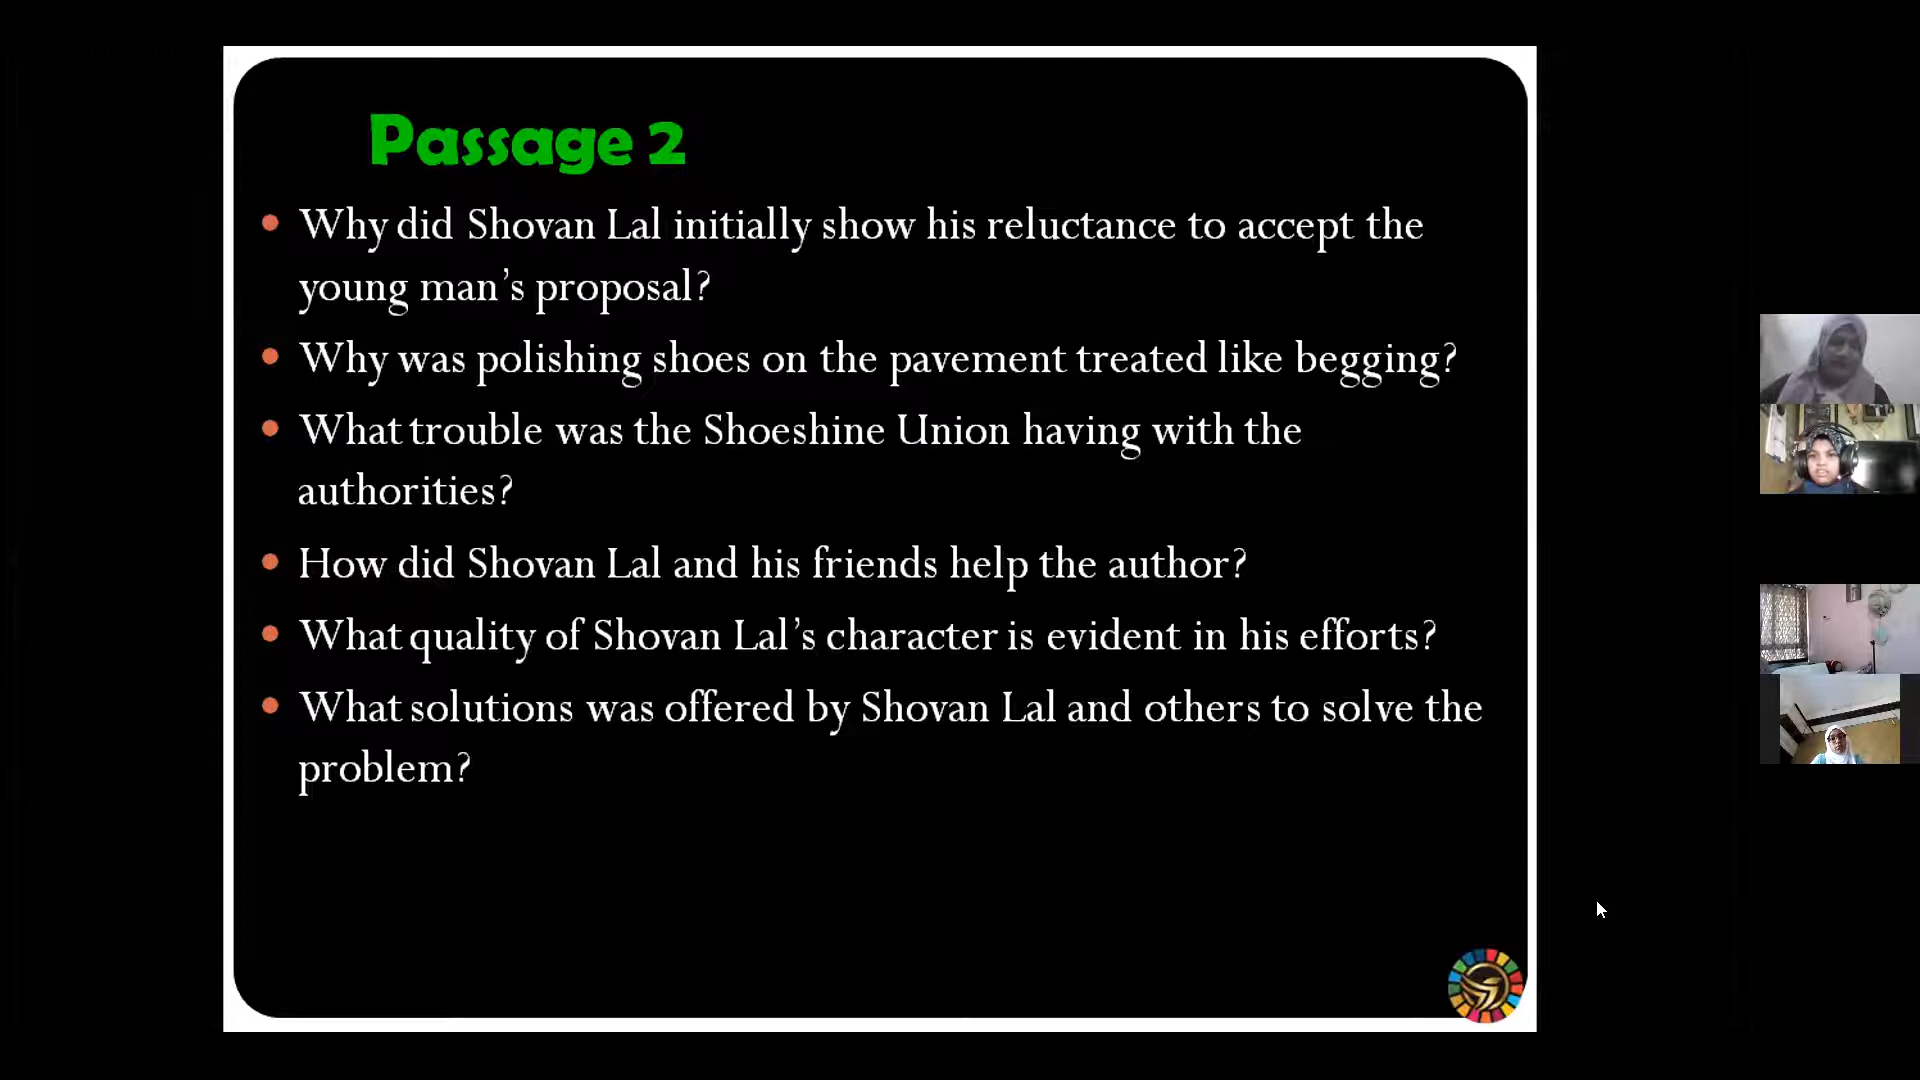 Passage 2
Why did Shovan Lal initially show his reluctance to accept the
young man's proposal?
Why was polishing shoes on the pavement treated like begging?
What trouble was the Shoeshine Union having with the
authorities?
How did Shovan Lal and his friends help the author?
What quality of Shovan Lal's character is evident in his efforts?
What solutions was offered by Shovan Lal and others to solve the
problem?